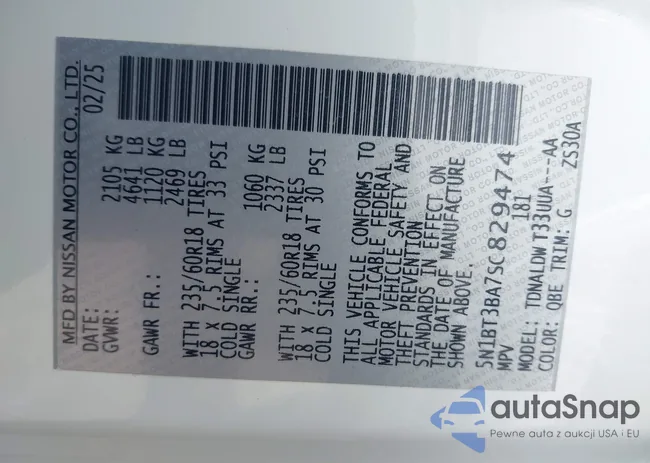 MFD BY NISSAN MOTOR CO., LTD.
DATE: 02/25
GVWR: 2105 KG
4641 LB
GAWR FR.: 1120 KG
2469 LB
WITH 235/60R18 TIRES
18 X 7.5 RIMS AT 33 PSI
COLD SINGLE
GAWR RR.: 1060 KG
2337 LB
WITH 235/60R18 TIRES
18 X 7.5 RIMS AT 30 PSI
COLD SINGLE
THIS VEHICLE CONFORMS TO
ALL APPLICABLE FEDERAL
MOTOR VEHICLE SAFETY AND
THEFT PREVENTION
STANDARDS IN EFFECT ON
THE DATE OF MANUFACTURE
SHOWN ABOVE.
5N1BT3BA7SC829474
MPV 181
MODEL: TDNALDW T33UUA---AA
COLOR: QBE TRIM: G ZS30A
autaSnap
Pewne auta z aukcji USA i EU